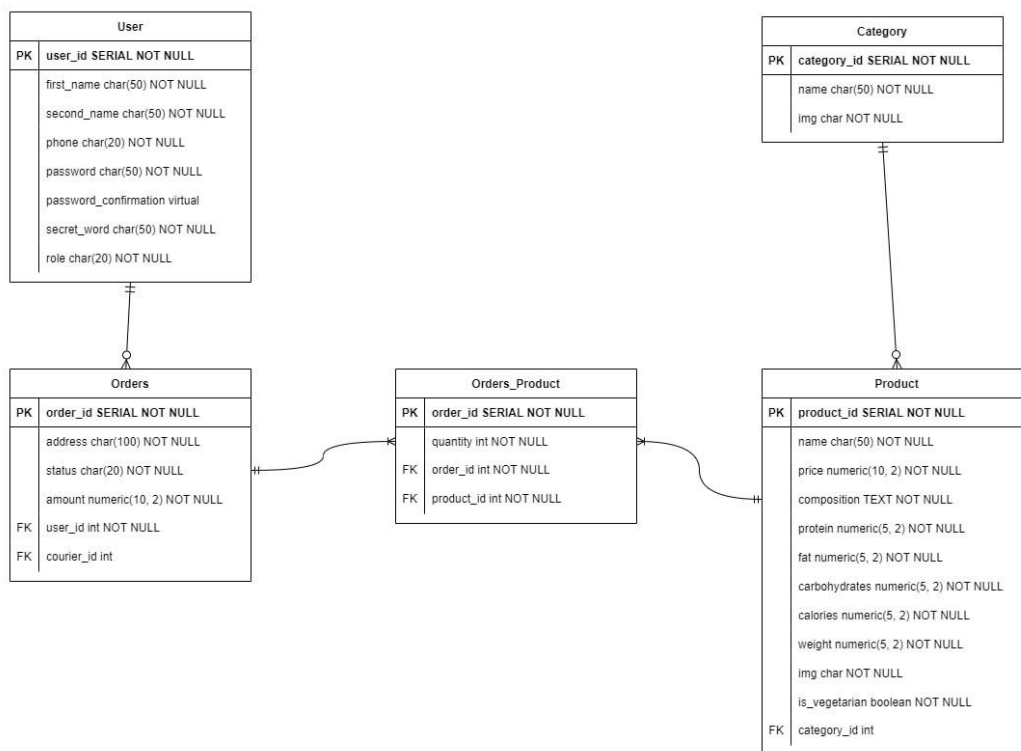 User
PK user_id SERIAL NOT NULL
first_name char(50) NOT NULL
second_name char(50) NOT NULL
phone char(20) NOT NULL
password char(50) NOT NULL
password_confirmation virtual
secret_word char(50) NOT NULL
role char(20) NOT NULL
Category
PK category_id SERIAL NOT NULL
name char(50) NOT NULL
img char NOT NULL
Orders
PK order_id SERIAL NOT NULL
address char(100) NOT NULL
status char(20) NOT NULL
amount numeric(10, 2) NOT NULL
FK user_id int NOT NULL
FK courier_id int
Orders_Product
PK order_id SERIAL NOT NULL
quantity int NOT NULL
FK order_id int NOT NULL
FK product_id int NOT NULL
Product
PK product_id SERIAL NOT NULL
name char(50) NOT NULL
price numeric(10, 2) NOT NULL
composition TEXT NOT NULL
protein numeric(5, 2) NOT NULL
fat numeric(5, 2) NOT NULL
carbohydrates numeric(5, 2) NOT NULL
calories numeric(5, 2) NOT NULL
weight numeric(5, 2) NOT NULL
img char NOT NULL
is_vegetarian boolean NOT NULL
FK category_id int